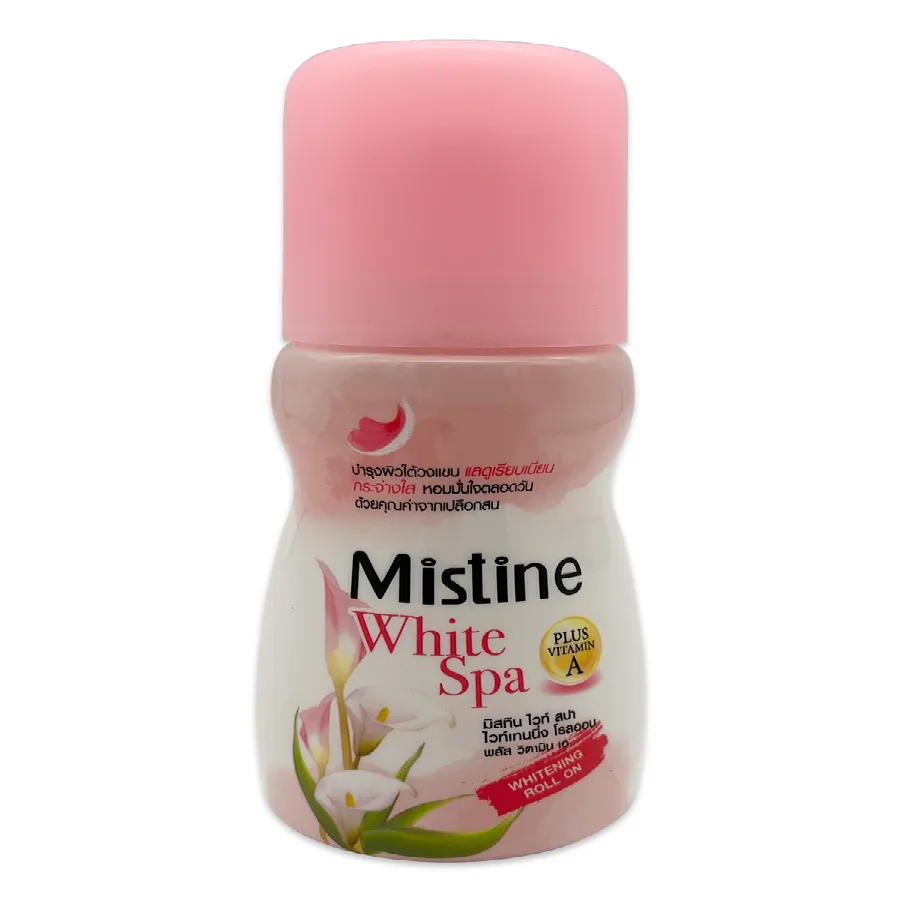 บำรุงผิวใต้วงแขน แลดูเรียบเนียน
กระจ่างใส หอมมั่นใจตลอดวัน
ด้วยคุณค่าจากเปลือกสน
Mistine
White
Spa
PLUS
VITAMIN
A
มิสทิน ไวท์ สปา
ไวท์เทนนิ่ง โรลออน
พลัส วิตามิน เอ
WHITENING
ROLL ON